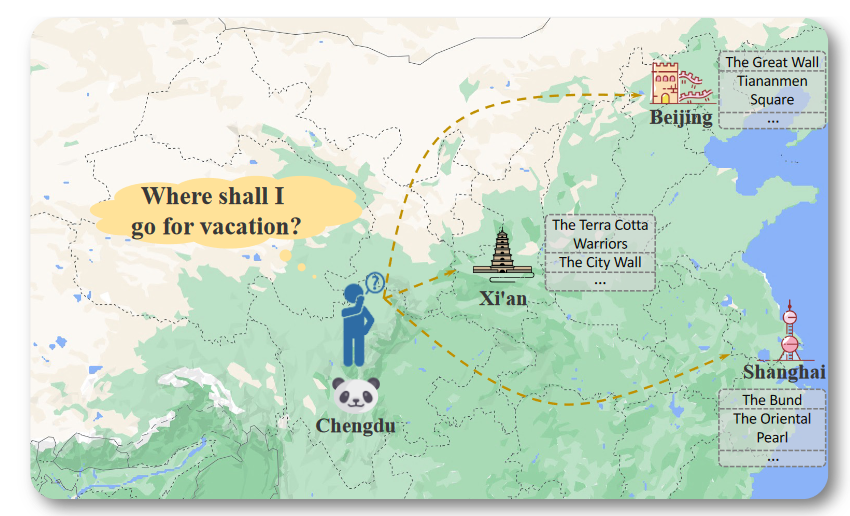 The Great Wall
Tiananmen
Square
...
Beijing
Where shall I
go for vacation?
?
The Terra Cotta
Warriors
The City Wall
...
Xi'an
Shanghai
The Bund
The Oriental
Pearl
...
Chengdu